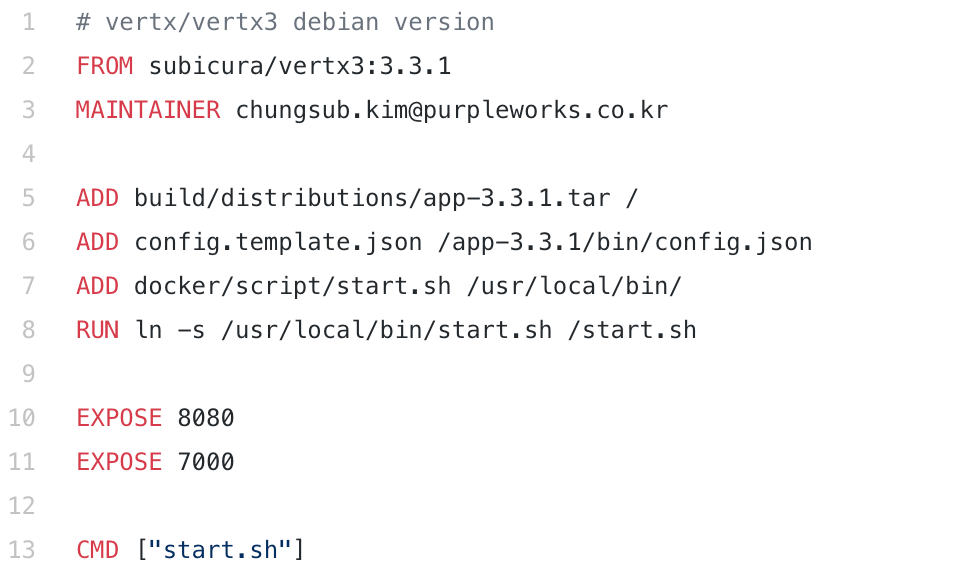 1 # vertx/vertx3 debian version
2 FROM subicura/vertx3:3.3.1
3 MAINTAINER chungsub.kim@purpleworks.co.kr
4
5 ADD build/distributions/app-3.3.1.tar /
6 ADD config.template.json /app-3.3.1/bin/config.json
7 ADD docker/script/start.sh /usr/local/bin/
8 RUN ln -s /usr/local/bin/start.sh /start.sh
9
10 EXPOSE 8080
11 EXPOSE 7000
12
13 CMD ["start.sh"]